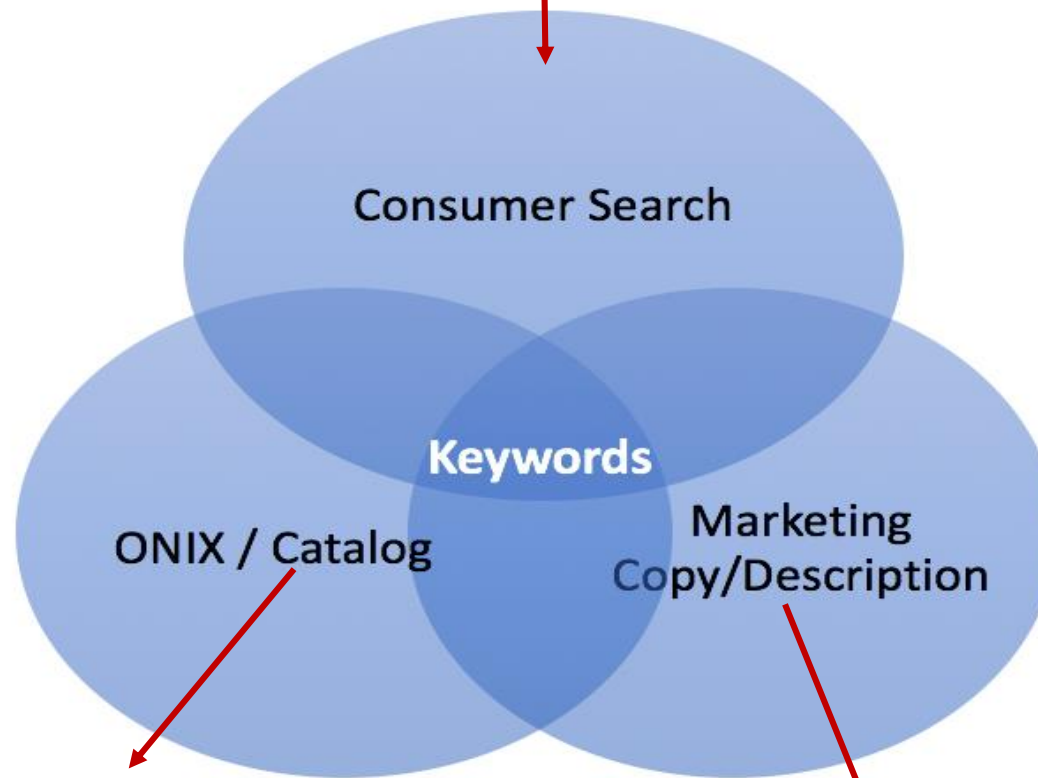 Consumer Search
Keywords
ONIX / Catalog
Marketing
Copy/Description